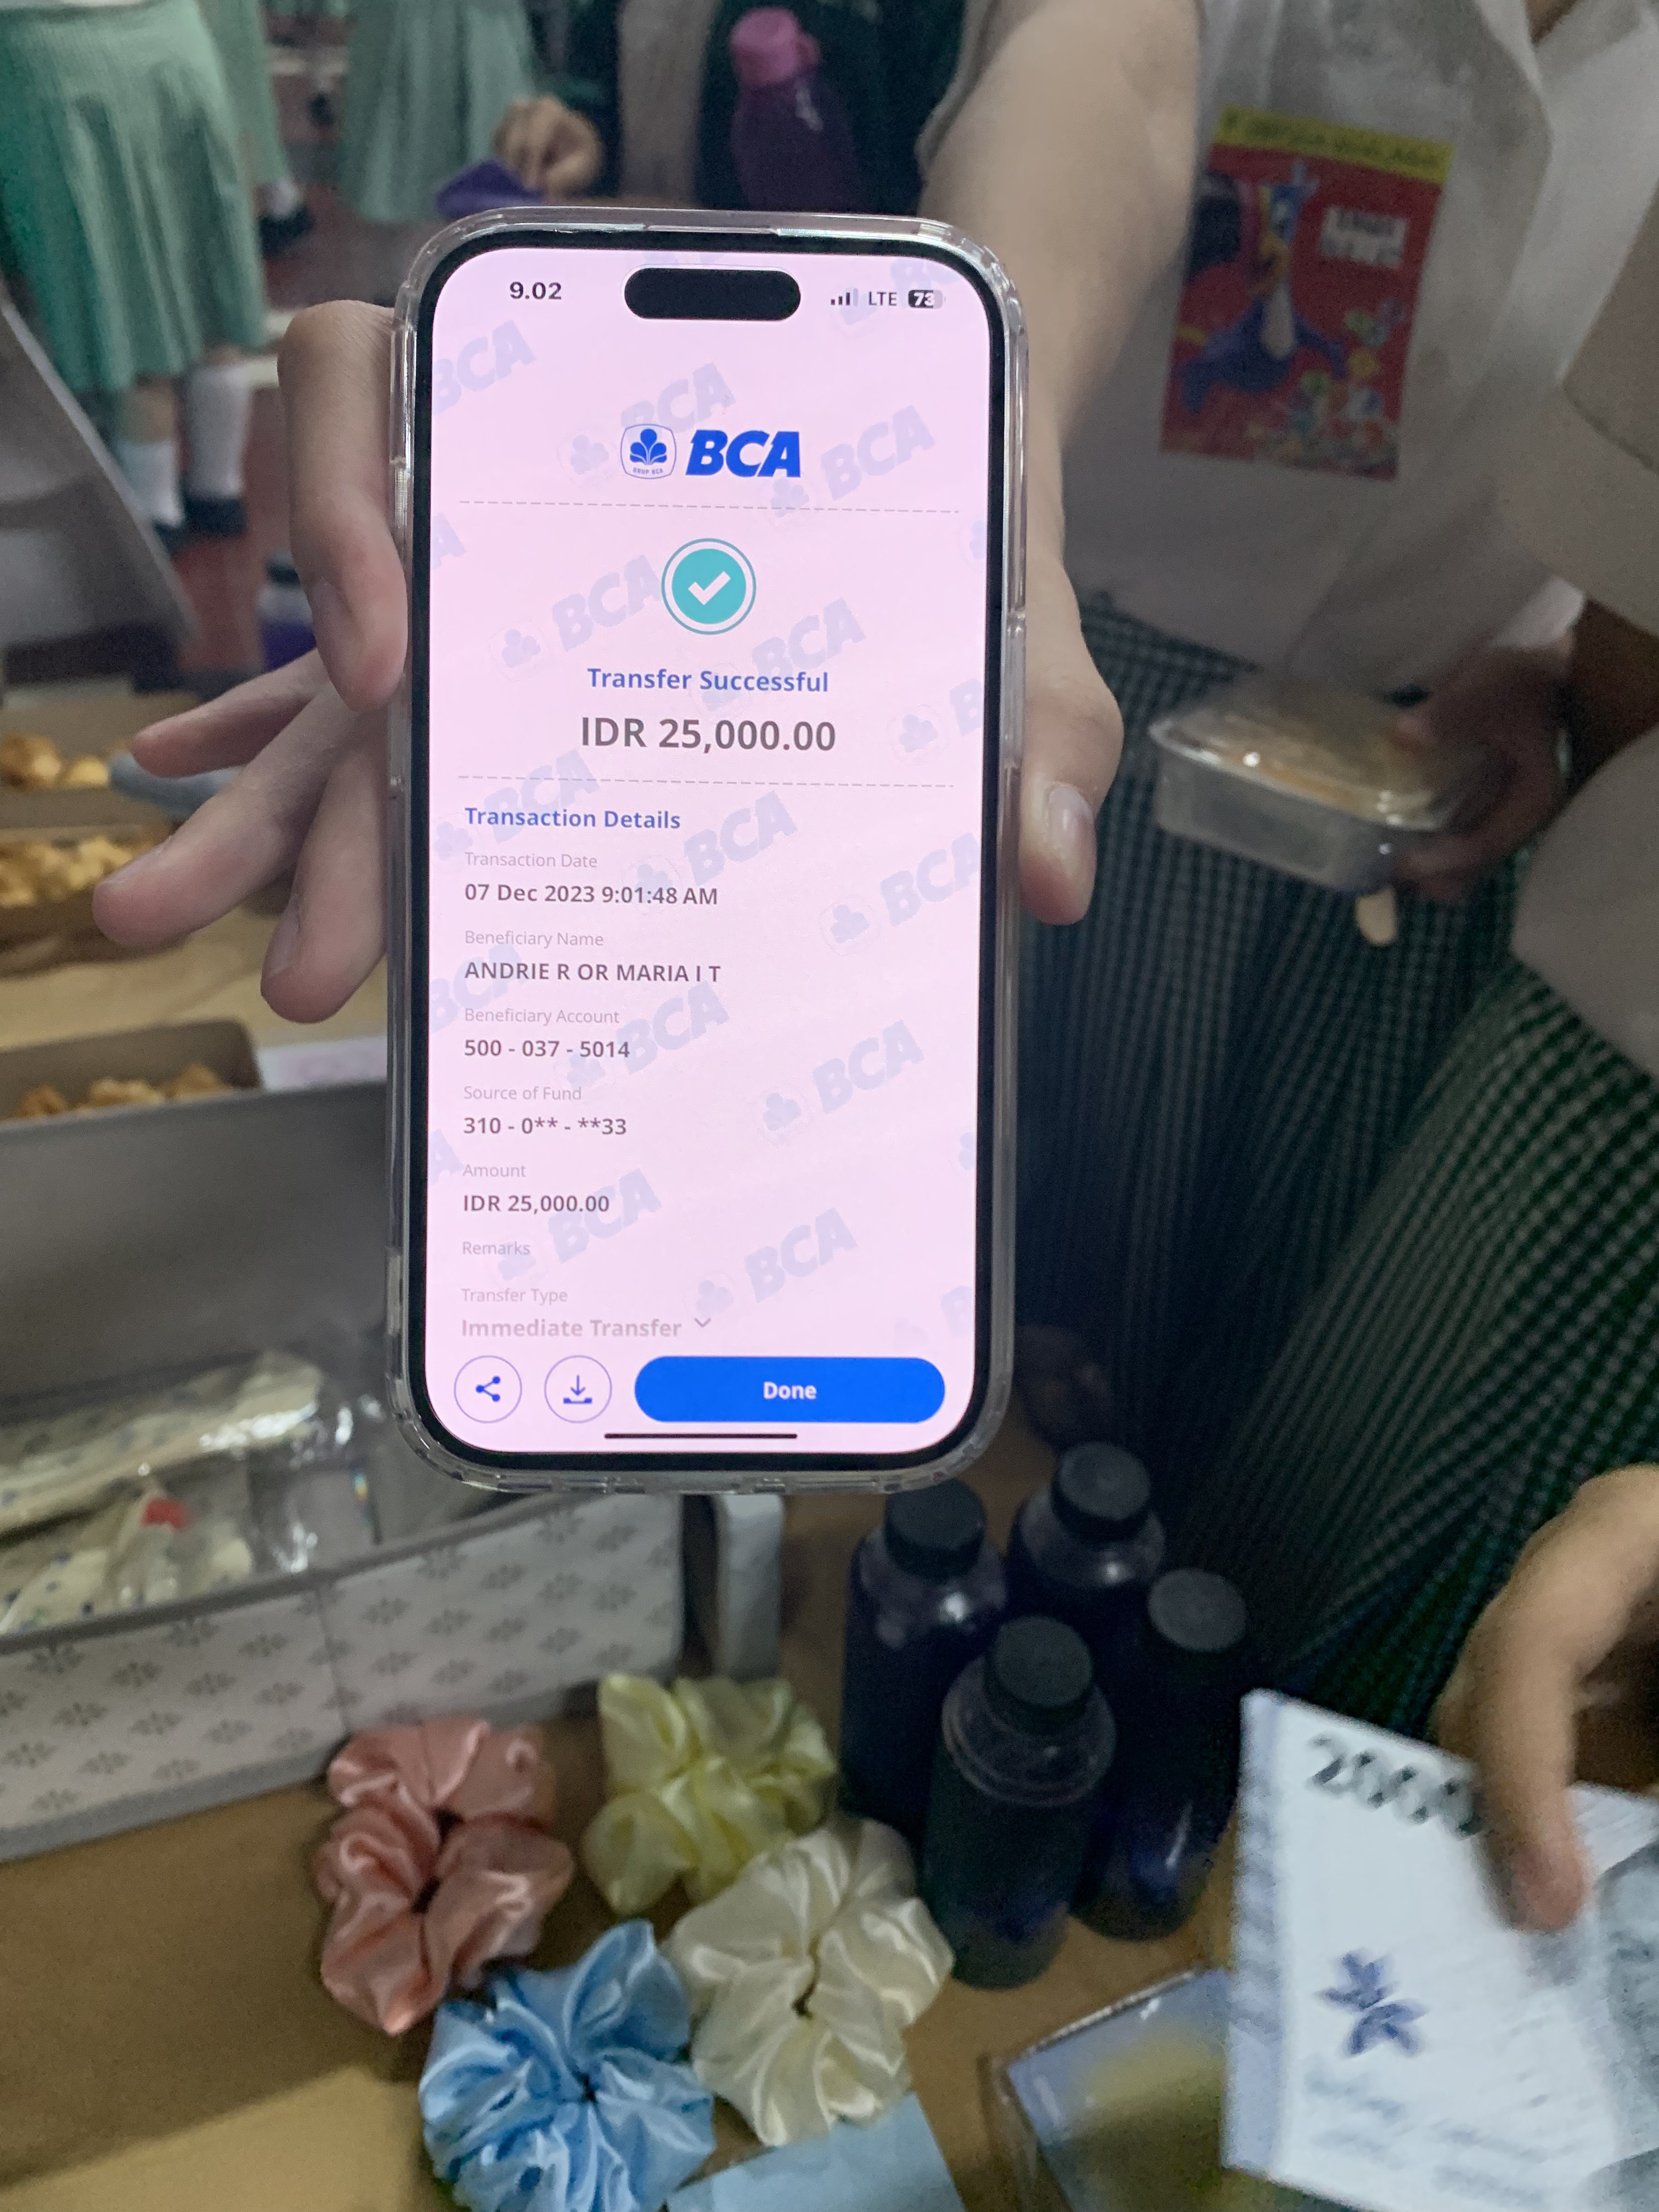 9.02
LTE 73
GRUP BCA
BCA
Transfer Successful
IDR 25,000.00
Transaction Details
Transaction Date
07 Dec 2023 9:01:48 AM
Beneficiary Name
ANDRIE R OR MARIA I T
Beneficiary Account
500 - 037 - 5014
Source of Fund
310 - 0** - **33
Amount
IDR 25,000.00
Remarks
Transfer Type
Immediate Transfer
Done